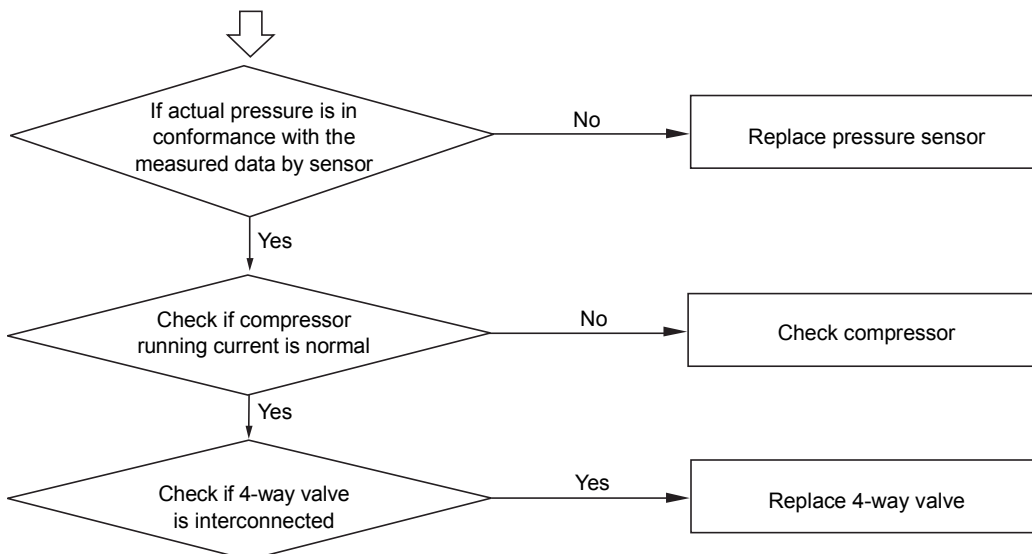 If actual pressure is in
conformance with the
measured data by sensor
No
Replace pressure sensor
Yes
Check if compressor
running current is normal
No
Check compressor
Yes
Check if 4-way valve
is interconnected
Yes
Replace 4-way valve